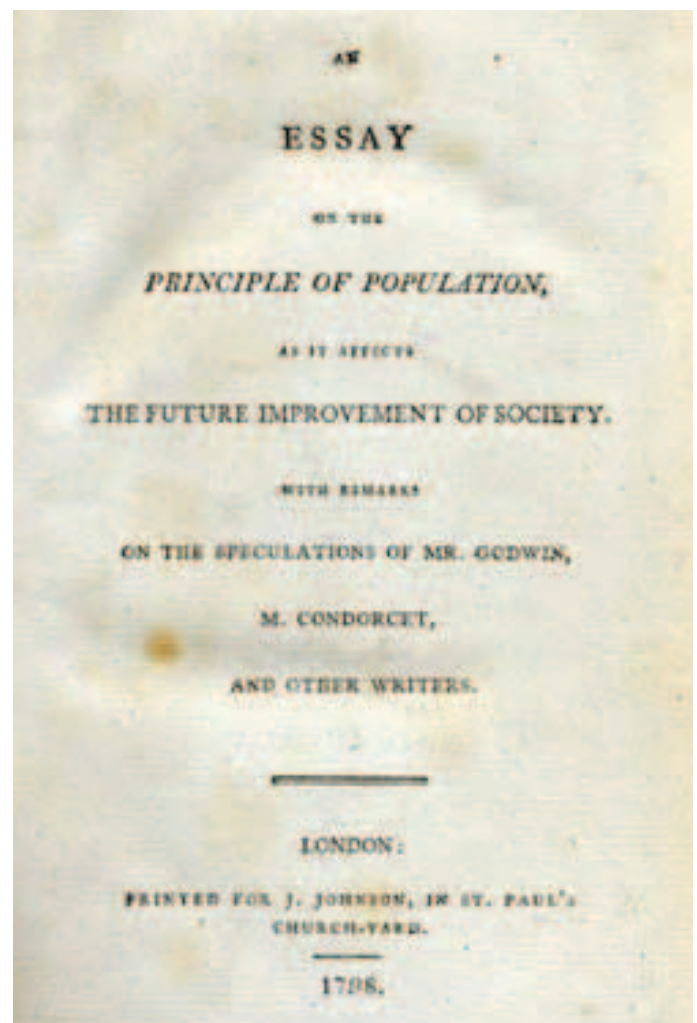 AN
ESSAY
ON THE
PRINCIPLE OF POPULATION,
AS IT AFFECTS
THE FUTURE IMPROVEMENT OF SOCIETY.
WITH REMARKS
ON THE SPECULATIONS OF MR. GODWIN,
M. CONDORCET,
AND OTHER WRITERS.
LONDON:
PRINTED FOR J. JOHNSON, IN ST. PAUL'S
CHURCH-YARD.
1798.